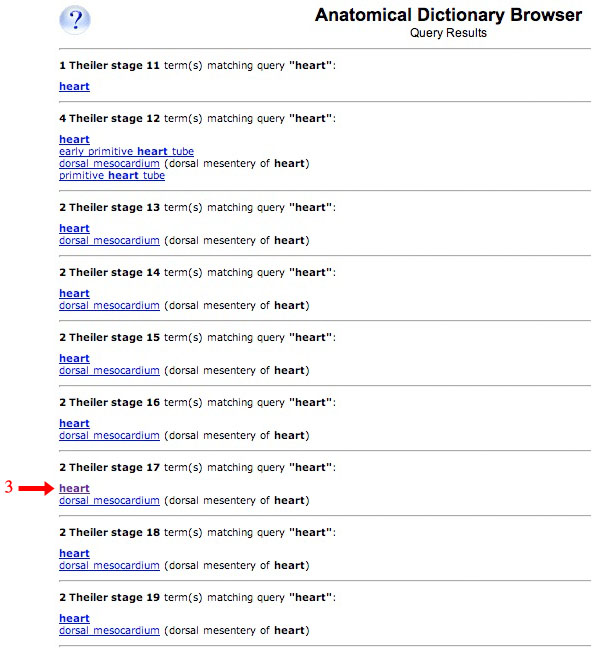 ?
Anatomical Dictionary Browser
Query Results
1 Theiler stage 11 term(s) matching query "heart":
heart
4 Theiler stage 12 term(s) matching query "heart":
heart
early primitive heart tube
dorsal mesocardium (dorsal mesentery of heart)
primitive heart tube
2 Theiler stage 13 term(s) matching query "heart":
heart
dorsal mesocardium (dorsal mesentery of heart)
2 Theiler stage 14 term(s) matching query "heart":
heart
dorsal mesocardium (dorsal mesentery of heart)
2 Theiler stage 15 term(s) matching query "heart":
heart
dorsal mesocardium (dorsal mesentery of heart)
2 Theiler stage 16 term(s) matching query "heart":
heart
dorsal mesocardium (dorsal mesentery of heart)
2 Theiler stage 17 term(s) matching query "heart":
3 heart
dorsal mesocardium (dorsal mesentery of heart)
2 Theiler stage 18 term(s) matching query "heart":
heart
dorsal mesocardium (dorsal mesentery of heart)
2 Theiler stage 19 term(s) matching query "heart":
heart
dorsal mesocardium (dorsal mesentery of heart)